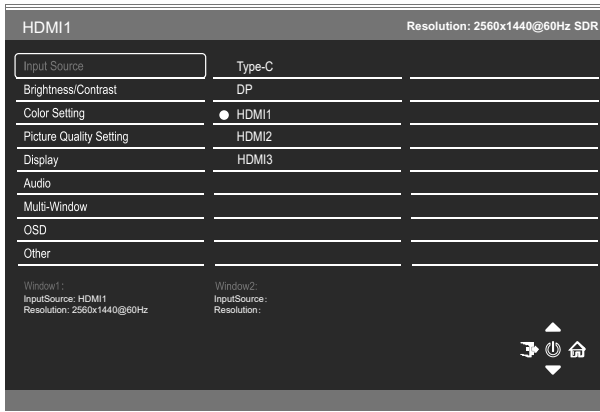 HDMI1
Resolution: 2560x1440@60Hz SDR
Input Source
Type-C
Brightness/Contrast
DP
Color Setting
HDMI1
Picture Quality Setting
HDMI2
Display
HDMI3
Audio
Multi-Window
OSD
Other
Window1:
InputSource: HDMI1
Resolution: 2560x1440@60Hz
Window2:
InputSource:
Resolution: